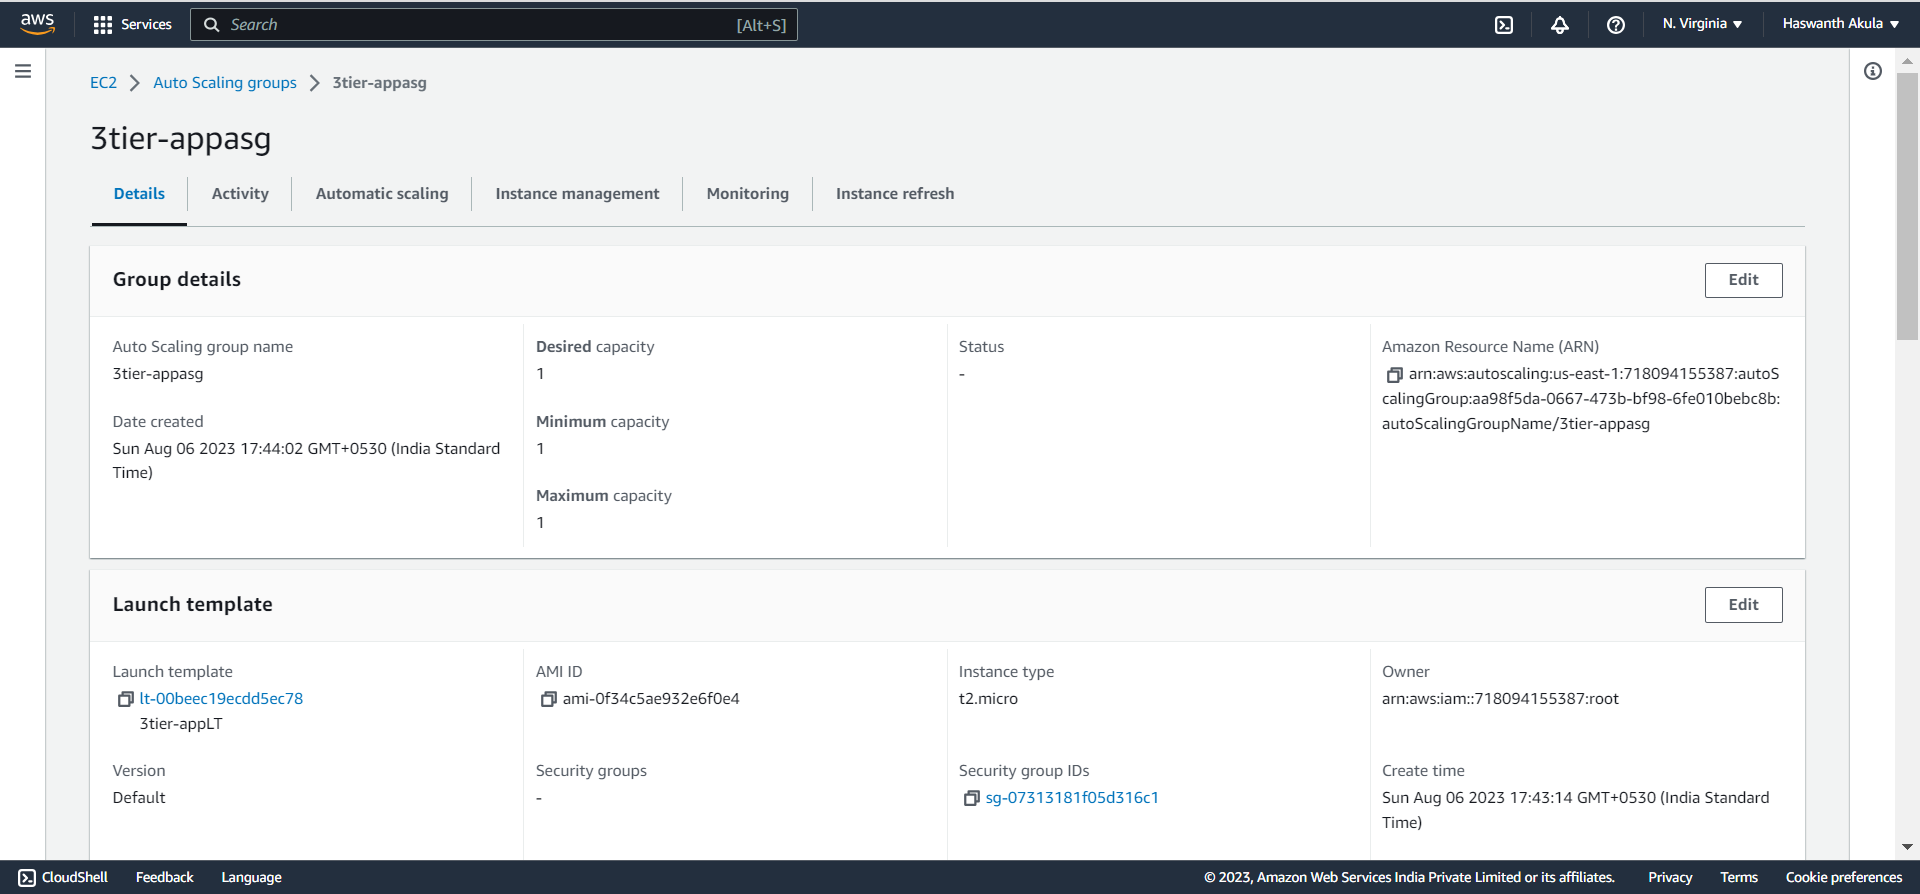 aws
Services
Search [Alt+S]
N. Virginia
Haswanth Akula
EC2 Auto Scaling groups 3tier-appasg
3tier-appasg
Details Activity Automatic scaling Instance management Monitoring Instance refresh
Group details
Edit
Auto Scaling group name
3tier-appasg
Date created
Sun Aug 06 2023 17:44:02 GMT+0530 (India Standard
Time)
Desired capacity
1
Minimum capacity
1
Maximum capacity
1
Status
-
Amazon Resource Name (ARN)
arn:aws:autoscaling:us-east-1:718094155387:autoS
calingGroup:aa98f5da-0667-473b-bf98-6fe010bebc8b:
autoScalingGroupName/3tier-appasg
Launch template
Edit
Launch template
lt-00beec19ecdd5ec78
3tier-appLT
AMI ID
ami-0f34c5ae932e6f0e4
Instance type
t2.micro
Owner
arn:aws:iam::718094155387:root
Version
Default
Security groups
-
Security group IDs
sg-07313181f05d316c1
Create time
Sun Aug 06 2023 17:43:14 GMT+0530 (India Standard
Time)
CloudShell Feedback Language
© 2023, Amazon Web Services India Private Limited or its affiliates. Privacy Terms Cookie preferences